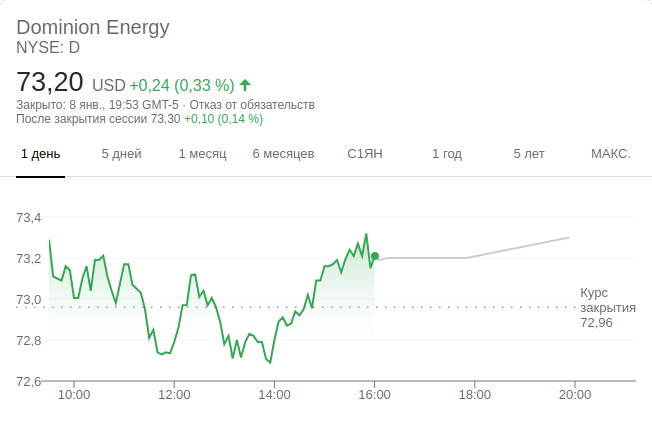 Dominion Energy
NYSE: D
73,20 USD +0,24 (0,33 %)
Закрыто: 8 янв., 19:53 GMT-5 · Отказ от обязательств
После закрытия сессии 73,30 +0,10 (0,14 %)
1 день 5 дней 1 месяц 6 месяцев С1ЯН 1 год 5 лет МАКС.
73,4
73,2
73,0
72,8
72,6
Курс
закрытия
72,96
10:00 12:00 14:00 16:00 18:00 20:00